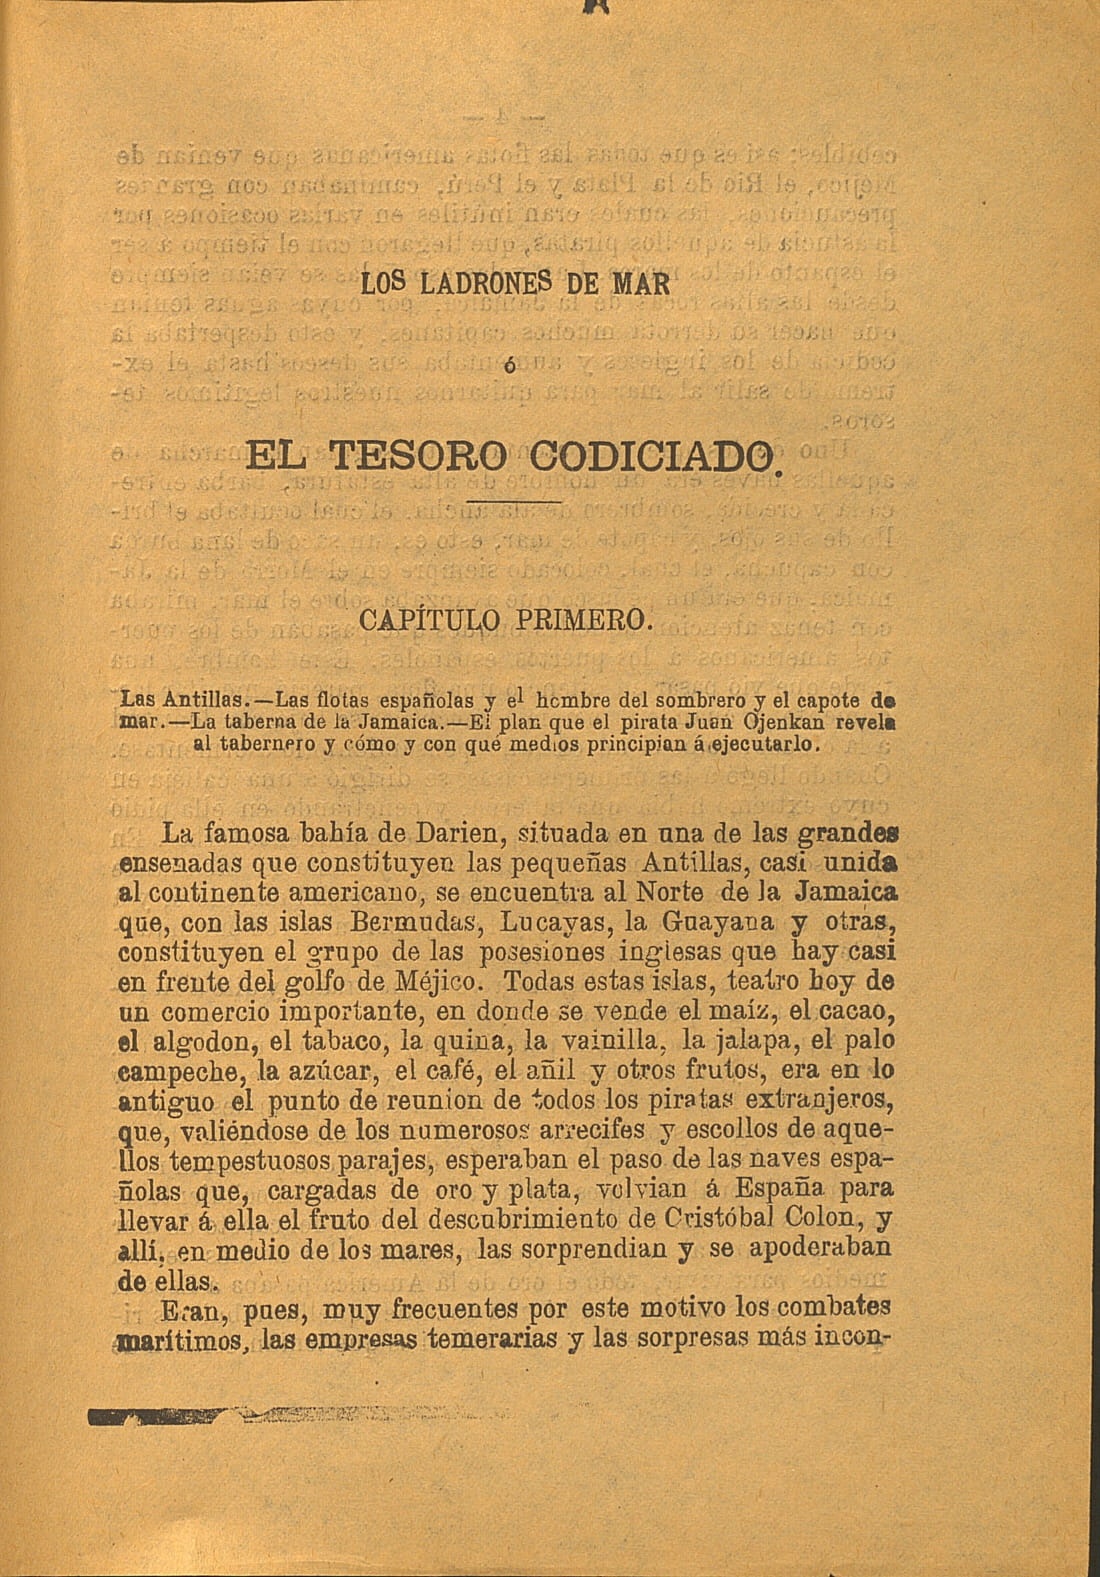 LOS LADRONES DE MAR
ó
EL TESORO CODICIADO.
CAPÍTULO PRIMERO.
Las Antillas.—Las flotas españolas y el hombre del sombrero y el capote de
mar.—La taberna de la Jamaica.—El plan que el pirata Juan Ojenkan revela
al tabernero y cómo y con qué medios principian á ejecutarlo.
La famosa bahía de Darien, situada en una de las grandes
ensenadas que constituyen las pequeñas Antillas, casi unida
al continente americano, se encuentra al Norte de la Jamaica
que, con las islas Bermudas, Lucayas, la Guayana y otras,
constituyen el grupo de las posesiones inglesas que hay casi
en frente del golfo de Méjico. Todas estas islas, teatro hoy de
un comercio importante, en donde se vende el maíz, el cacao,
el algodon, el tabaco, la quina, la vainilla, la jalapa, el palo
campeche, la azúcar, el café, el añil y otros frutos, era en lo
antiguo el punto de reunion de todos los piratas extranjeros,
que, valiéndose de los numerosos arrecifes y escollos de aque-
llos tempestuosos parajes, esperaban el paso de las naves espa-
ñolas que, cargadas de oro y plata, volvian á España para
llevar á ella el fruto del descubrimiento de Cristóbal Colon, y
allí, en medio de los mares, las sorprendian y se apoderaban
de ellas.
Eran, pues, muy frecuentes por este motivo los combates
marítimos, las empresas temerarias y las sorpresas más incon-